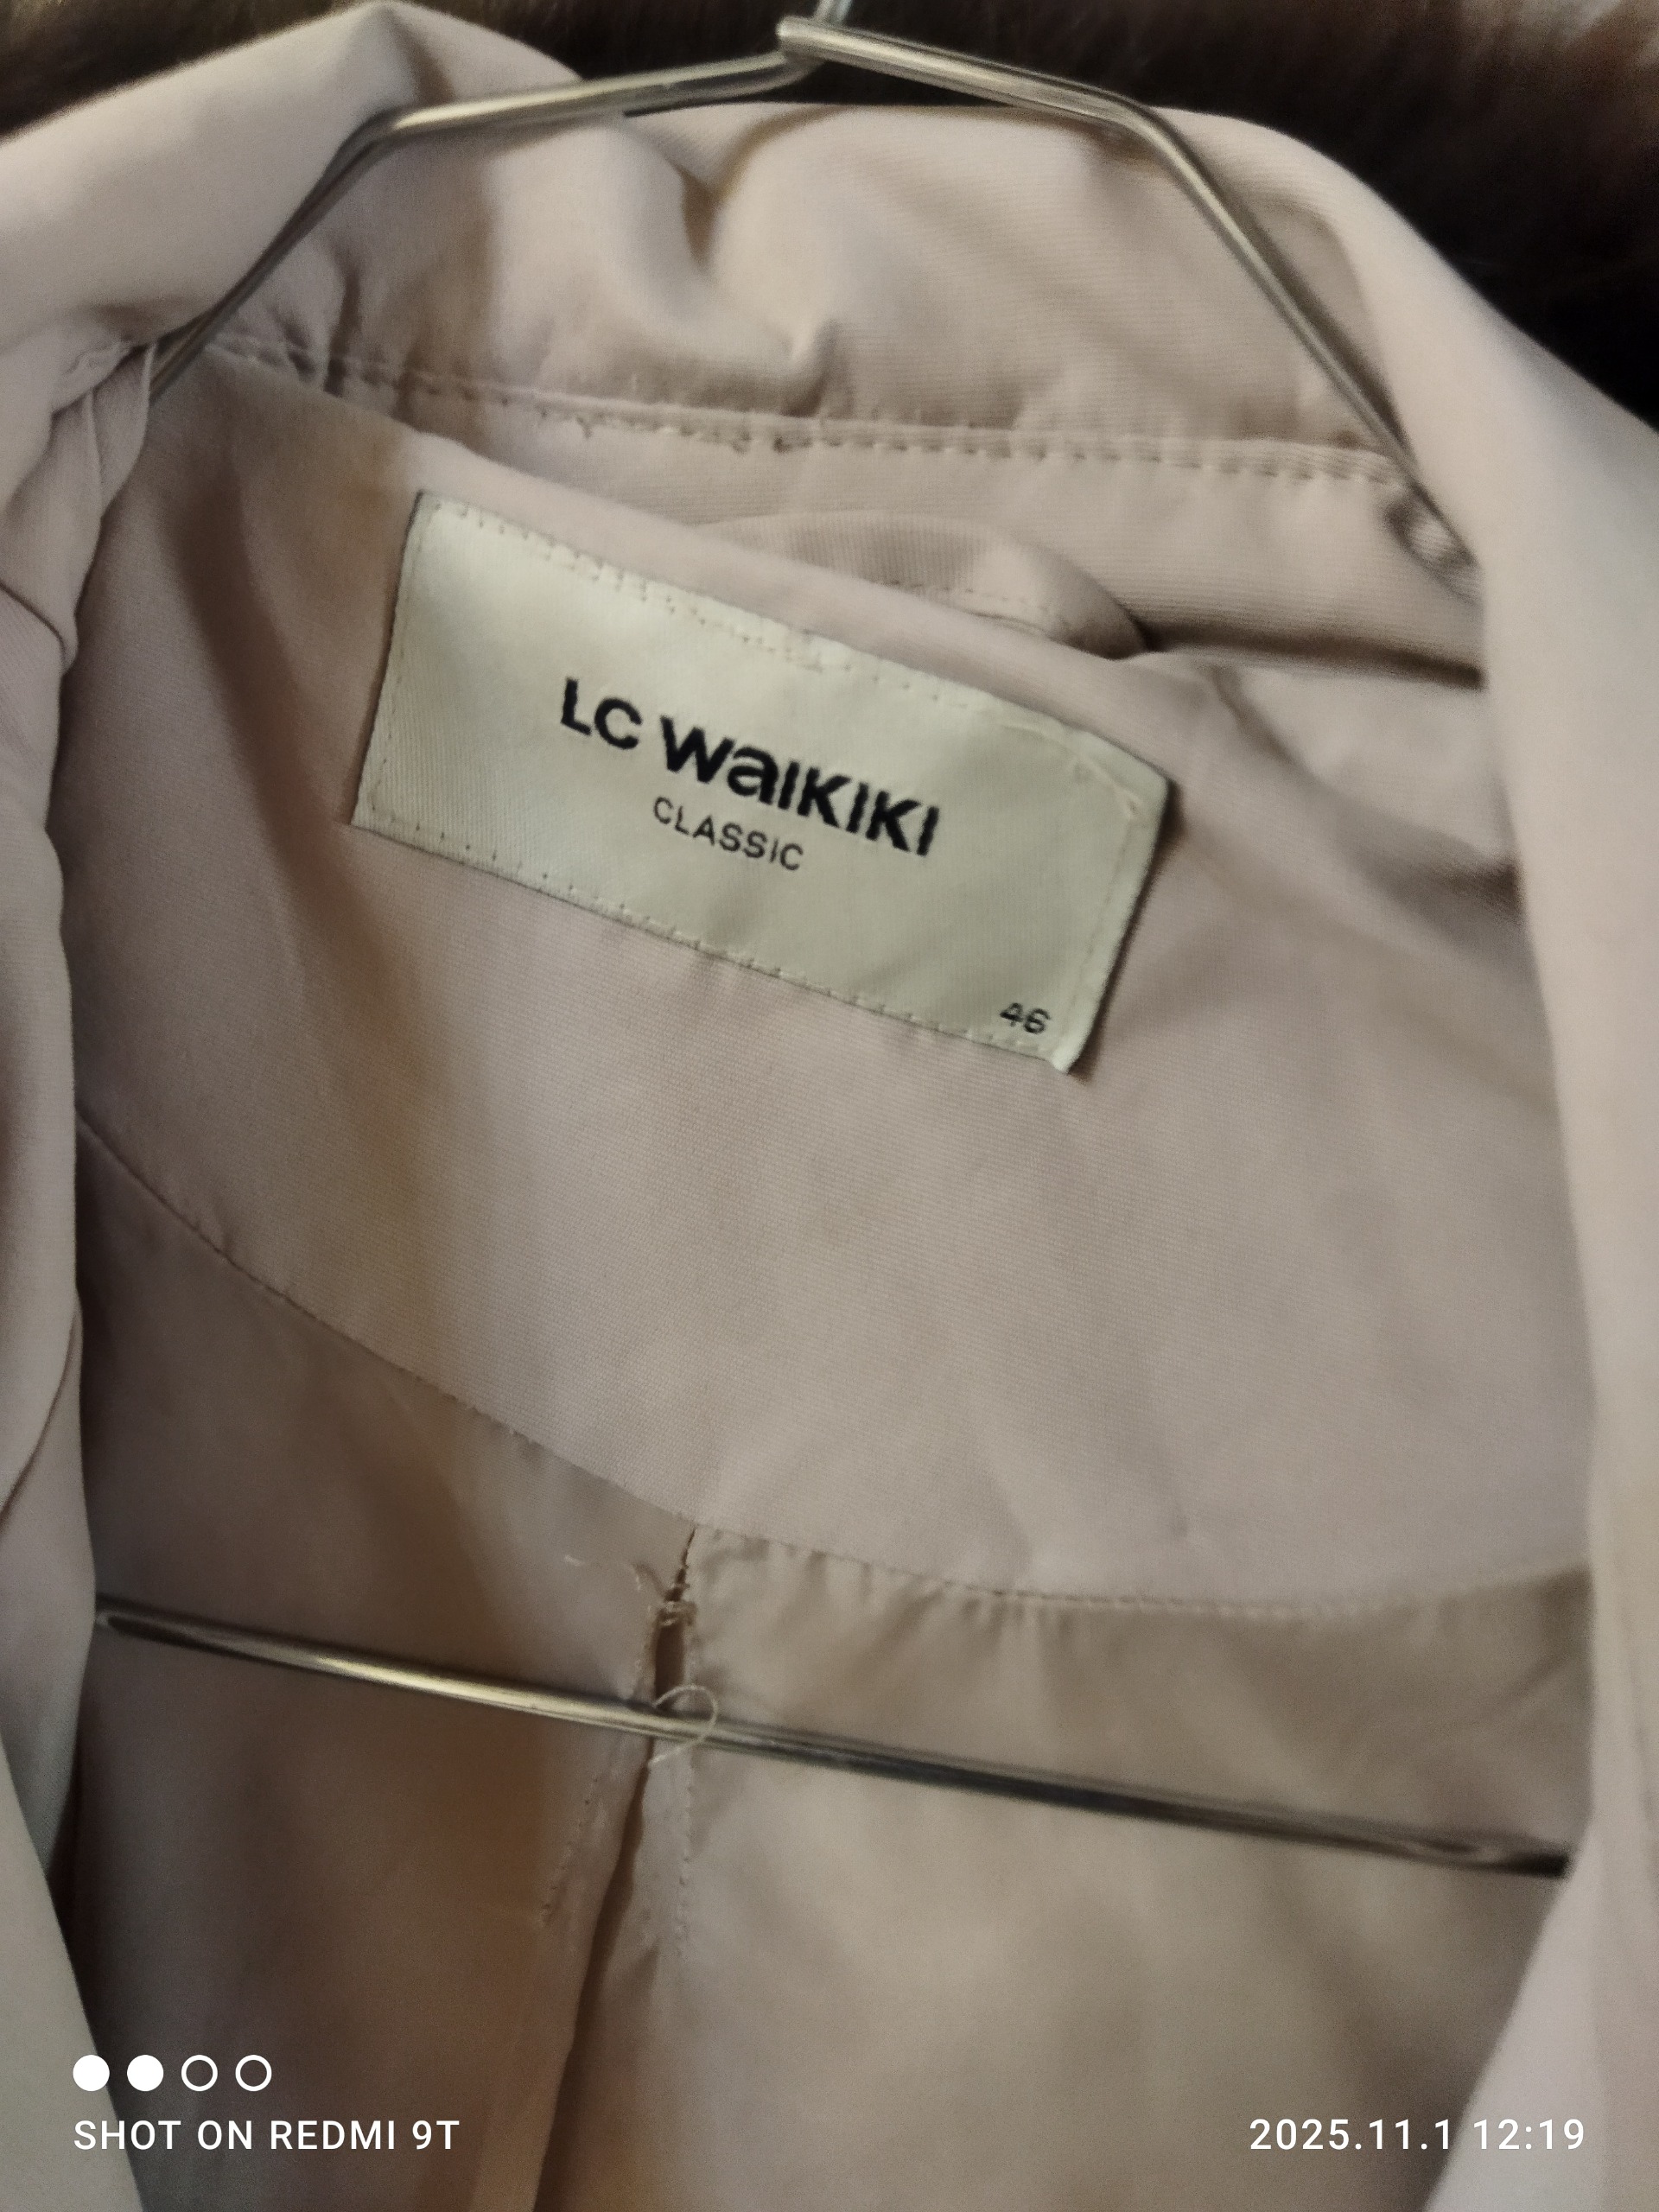 LC WAIKIKI
CLASSIC
46
SHOT ON REDMI 9T
2025.11.1 12:19